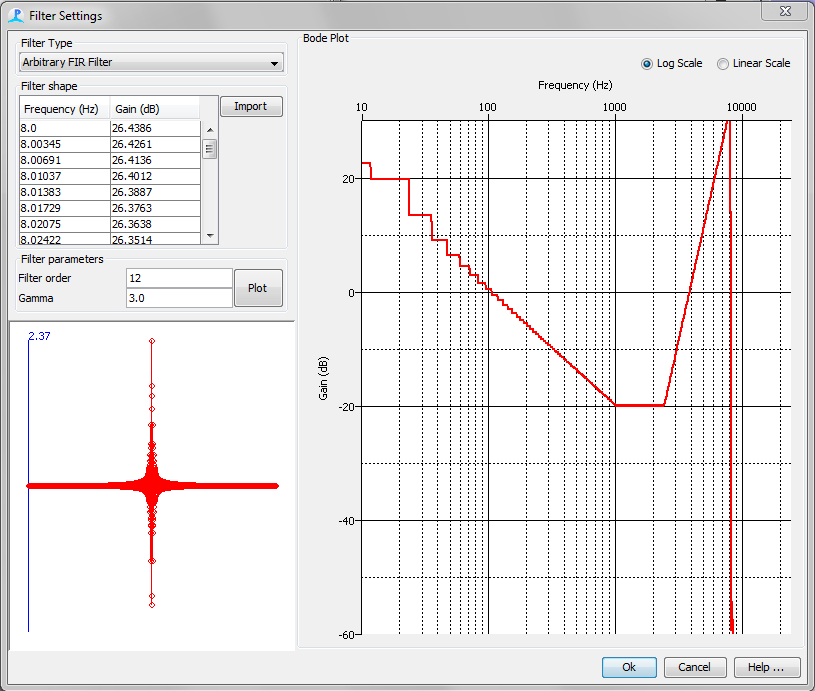 Filter Settings
Filter Type
Arbitrary FIR Filter
Filter shape
Frequency (Hz) Gain (dB)
Import
8.0 26.4386
8.00345 26.4261
8.00691 26.4136
8.01037 26.4012
8.01383 26.3887
8.01729 26.3763
8.02075 26.3638
8.02422 26.3514
Filter parameters
Filter order 12
Gamma 3.0
Plot
2.37
Bode Plot
Log Scale Linear Scale
Frequency (Hz)
10 100 1000 10000
20
0
-20
-40
-60
Gain (dB)
Ok Cancel Help ...